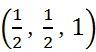 (1/2, 1/2, 1)